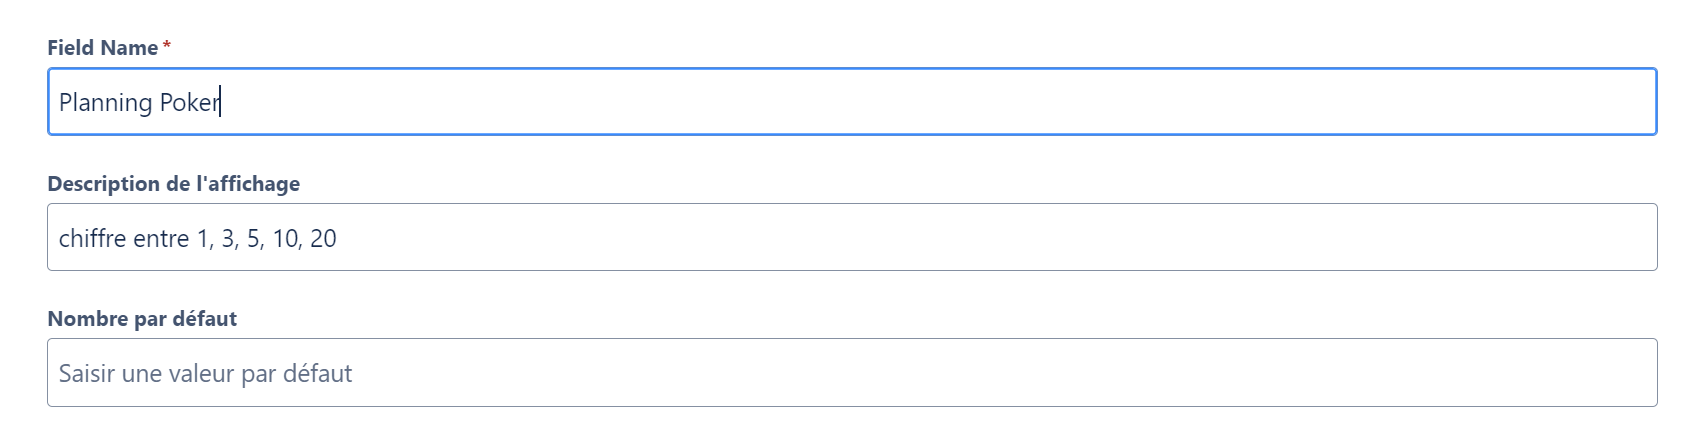 Field Name *
Planning Poker
Description de l'affichage
chiffre entre 1, 3, 5, 10, 20
Nombre par défaut
Saisir une valeur par défaut